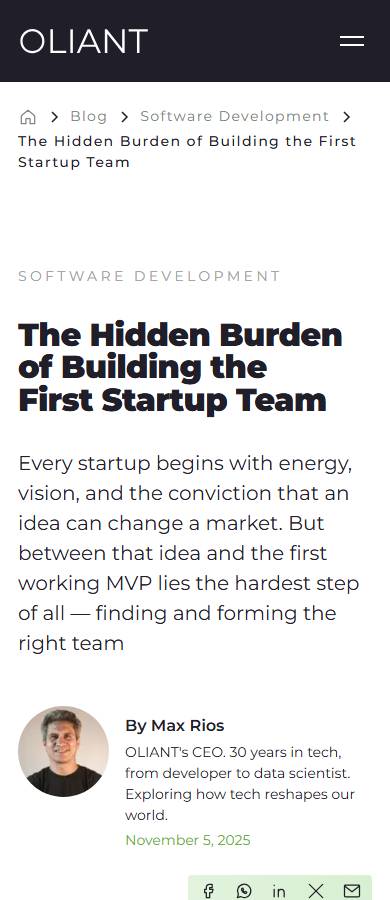 OLIANT
Blog Software Development
The Hidden Burden of Building the First
Startup Team
SOFTWARE DEVELOPMENT
The Hidden Burden
of Building the
First Startup Team
Every startup begins with energy,
vision, and the conviction that an
idea can change a market. But
between that idea and the first
working MVP lies the hardest step
of all — finding and forming the
right team
By Max Rios
OLIANT's CEO. 30 years in tech,
from developer to data scientist.
Exploring how tech reshapes our
world.
November 5, 2025